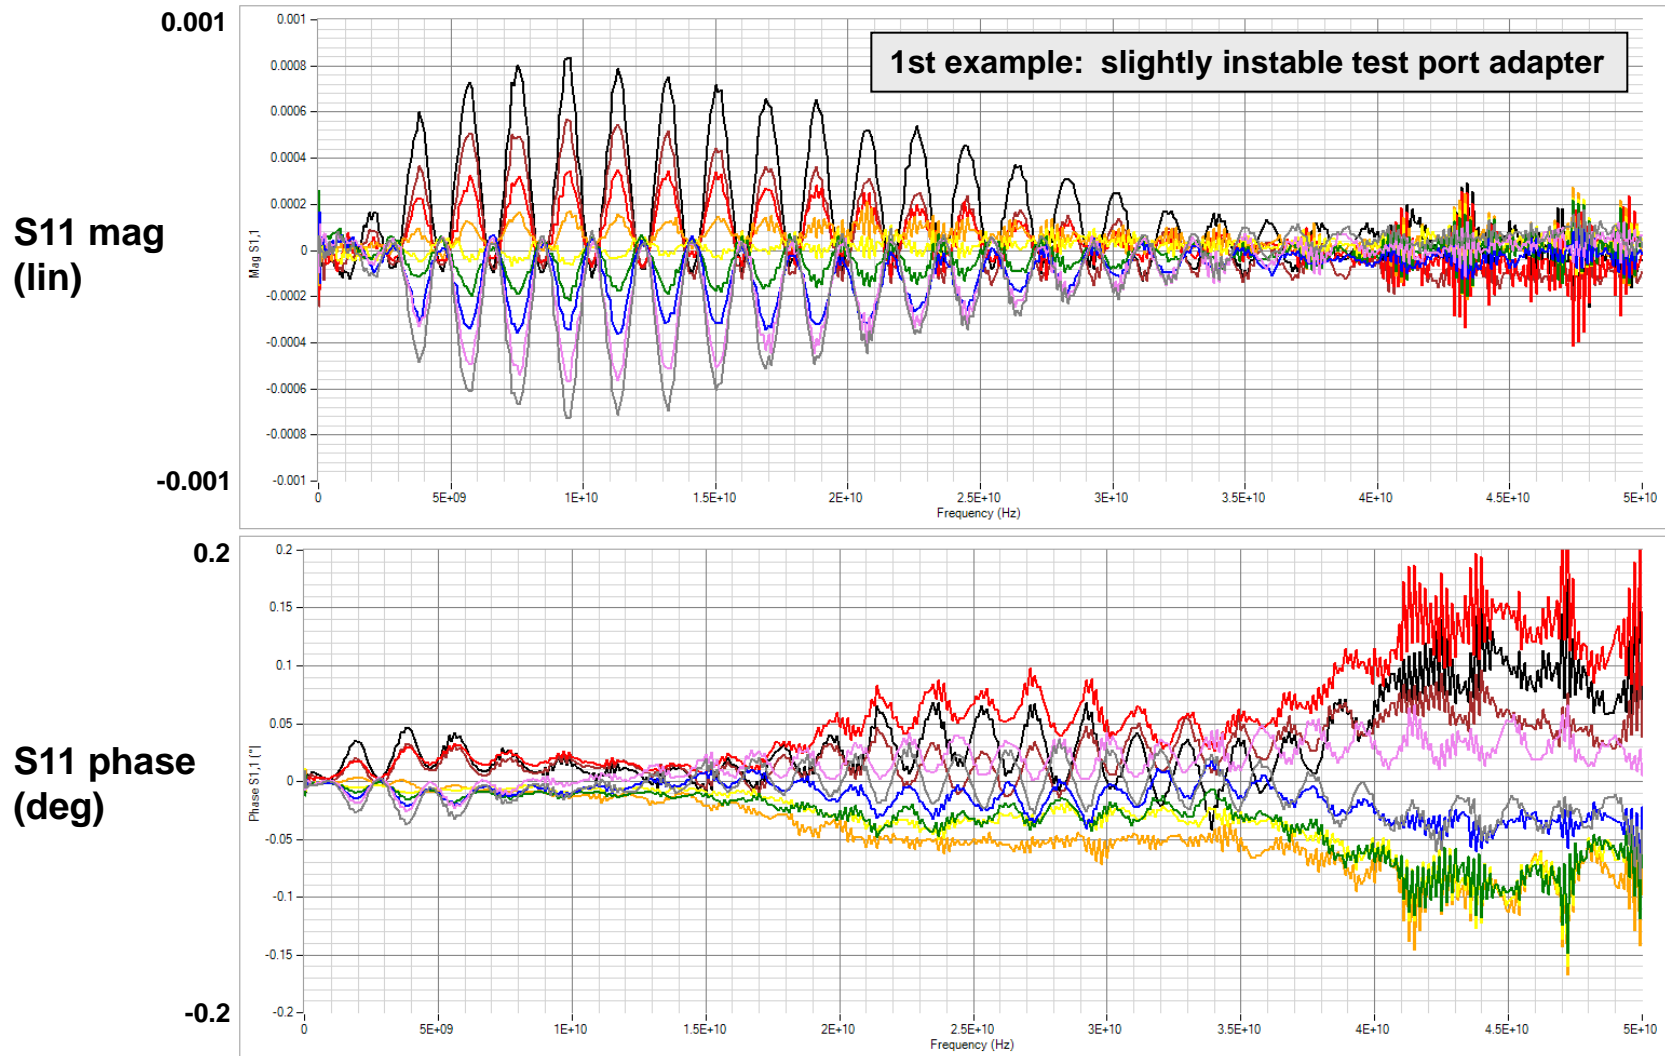 0.001
1st example:  slightly instable test port adapter
S11 mag
(lin)
-0.001
0.001
0.0008
0.0006
0.0004
0.0002
0
-0.0002
-0.0004
-0.0006
-0.0008
-0.001
Mag S1,1
0 5E+09 1E+10 1.5E+10 2E+10 2.5E+10 3E+10 3.5E+10 4E+10 4.5E+10 5E+10
Frequency (Hz)
0.2
S11 phase
(deg)
-0.2
0.2
0.15
0.1
0.05
0
-0.05
-0.1
-0.15
-0.2
Phase S1,1 [°]
0 5E+09 1E+10 1.5E+10 2E+10 2.5E+10 3E+10 3.5E+10 4E+10 4.5E+10 5E+10
Frequency (Hz)